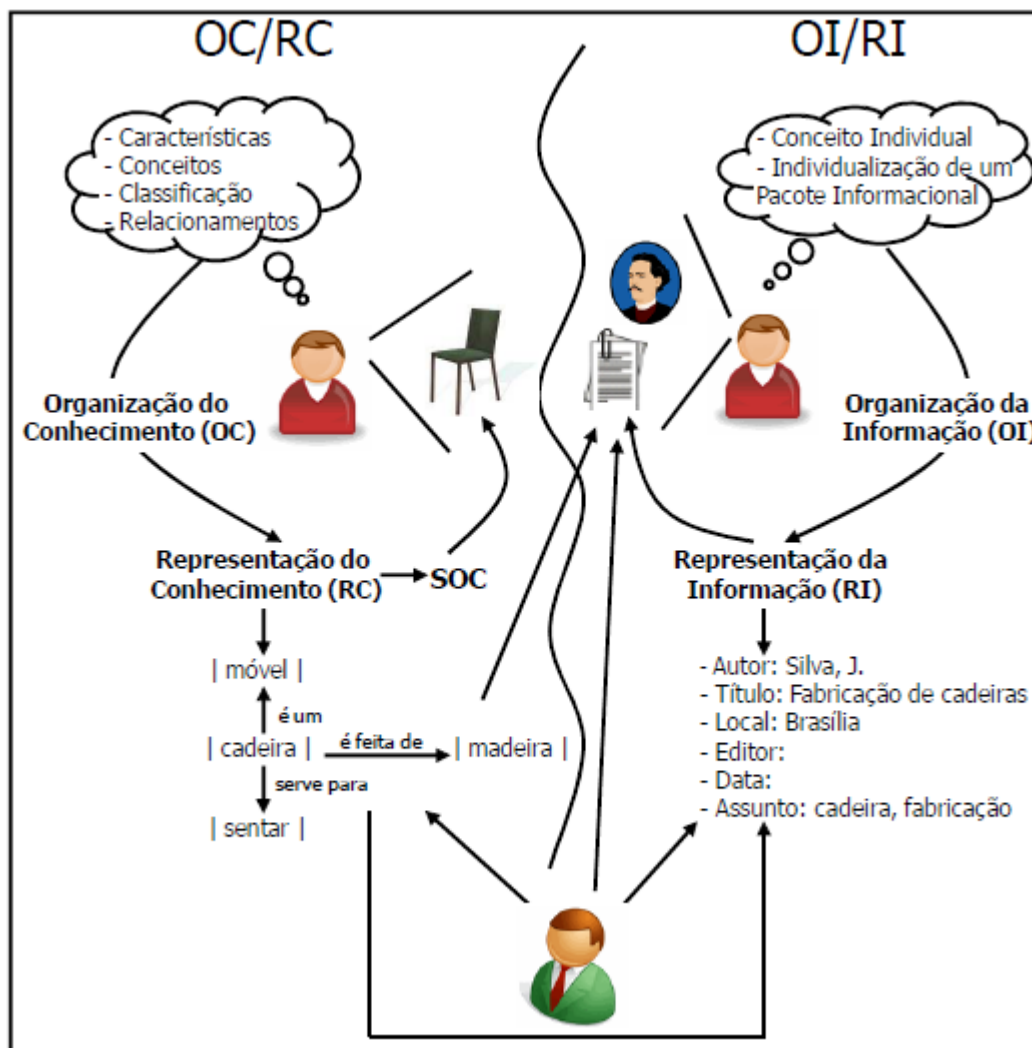 OC/RC
OI/RI
- Características
- Conceitos
- Classificação
- Relacionamentos
- Conceito Individual
- Individualização de um
Pacote Informacional
Organização do
Conhecimento (OC)
Organização da
Informação (OI)
Representação do
Conhecimento (RC)
SOC
Representação da
Informação (RI)
| móvel |
é um
| cadeira |
é feita de
| madeira |
serve para
| sentar |
- Autor: Silva, J.
- Título: Fabricação de cadeiras
- Local: Brasília
- Editor:
- Data:
- Assunto: cadeira, fabricação